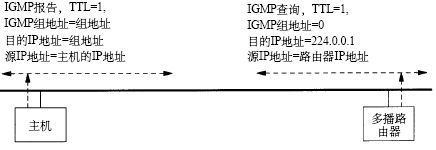 IGMP报告，TTL=1,
IGMP组地址=组地址
目的IP地址=组地址
源IP地址=主机的IP地址
IGMP查询，TTL=1,
IGMP组地址=0
目的IP地址=224.0.0.1
源IP地址=路由器IP地址
主机
多播路
由器